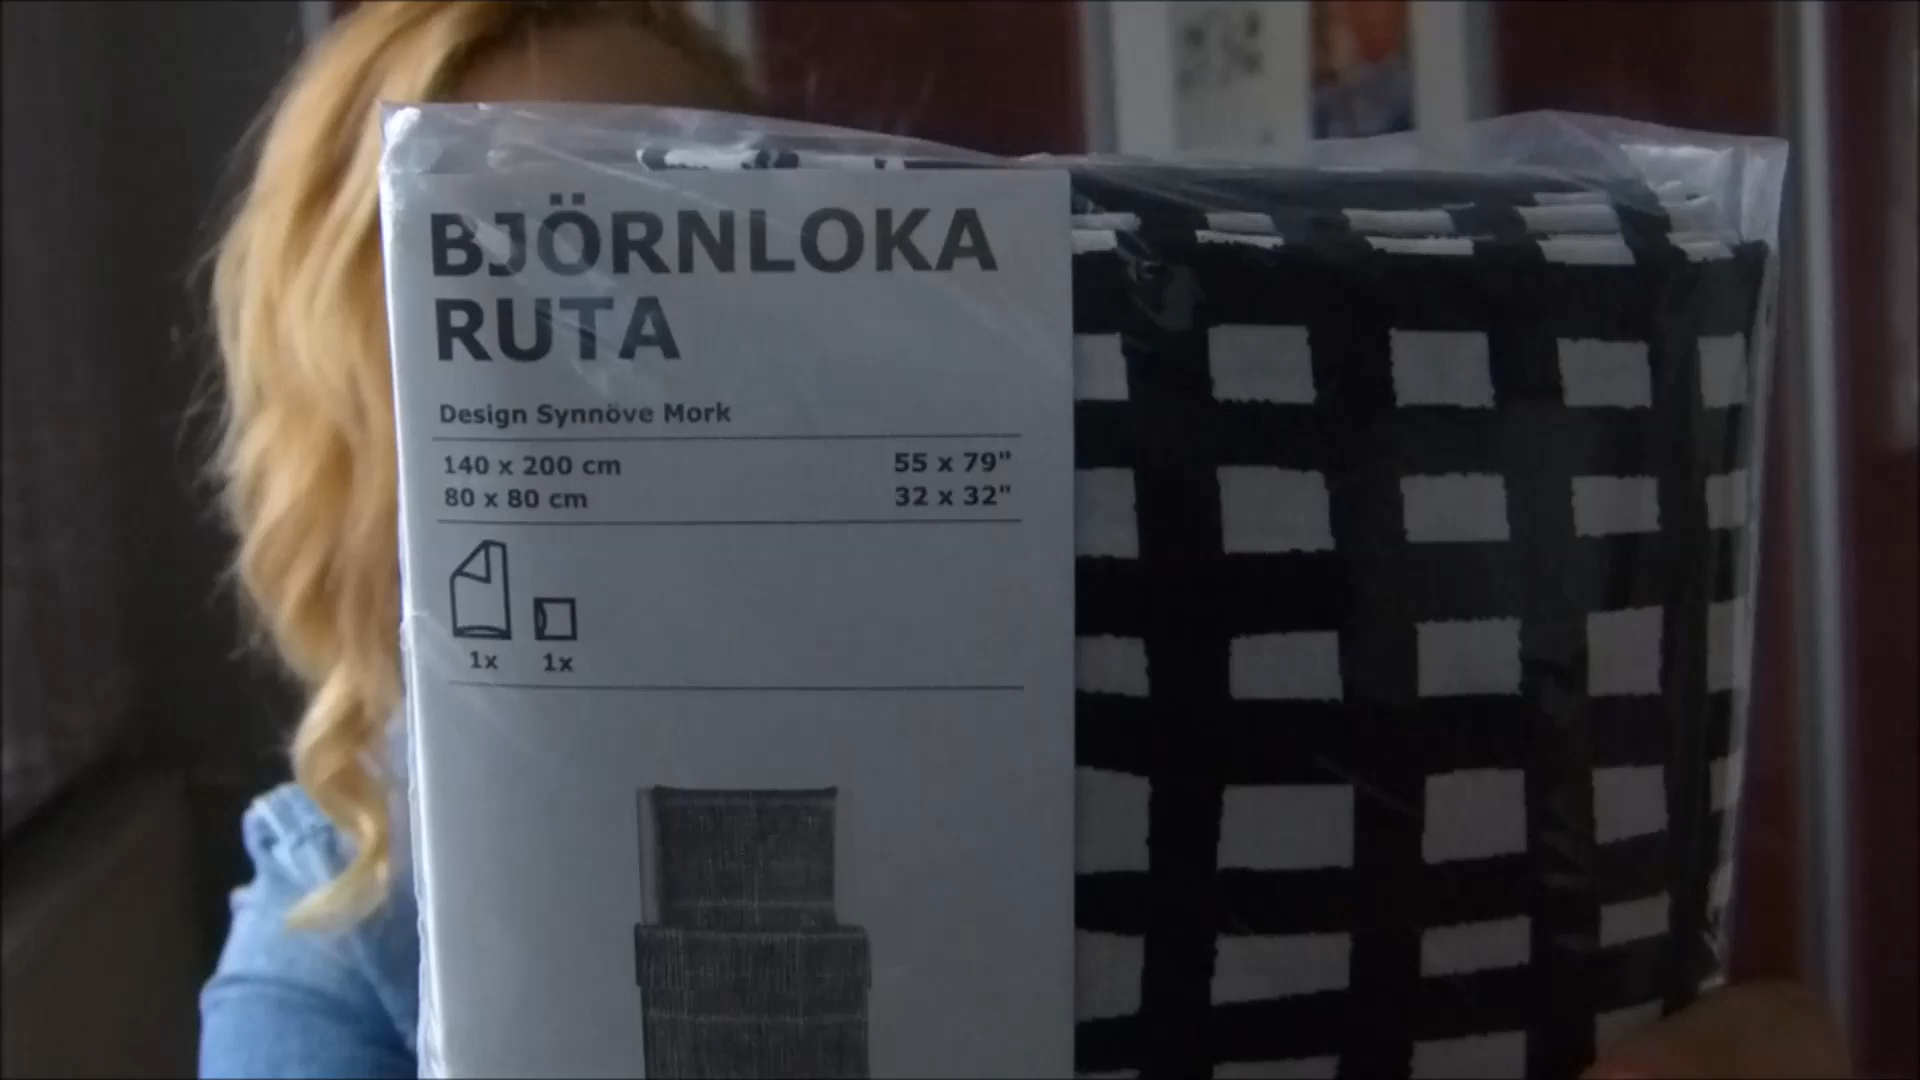 BJÖRNLOKA
RUTA
Design Synnöve Mork
140 x 200 cm 55 x 79"
80 x 80 cm 32 x 32"
1x 1x